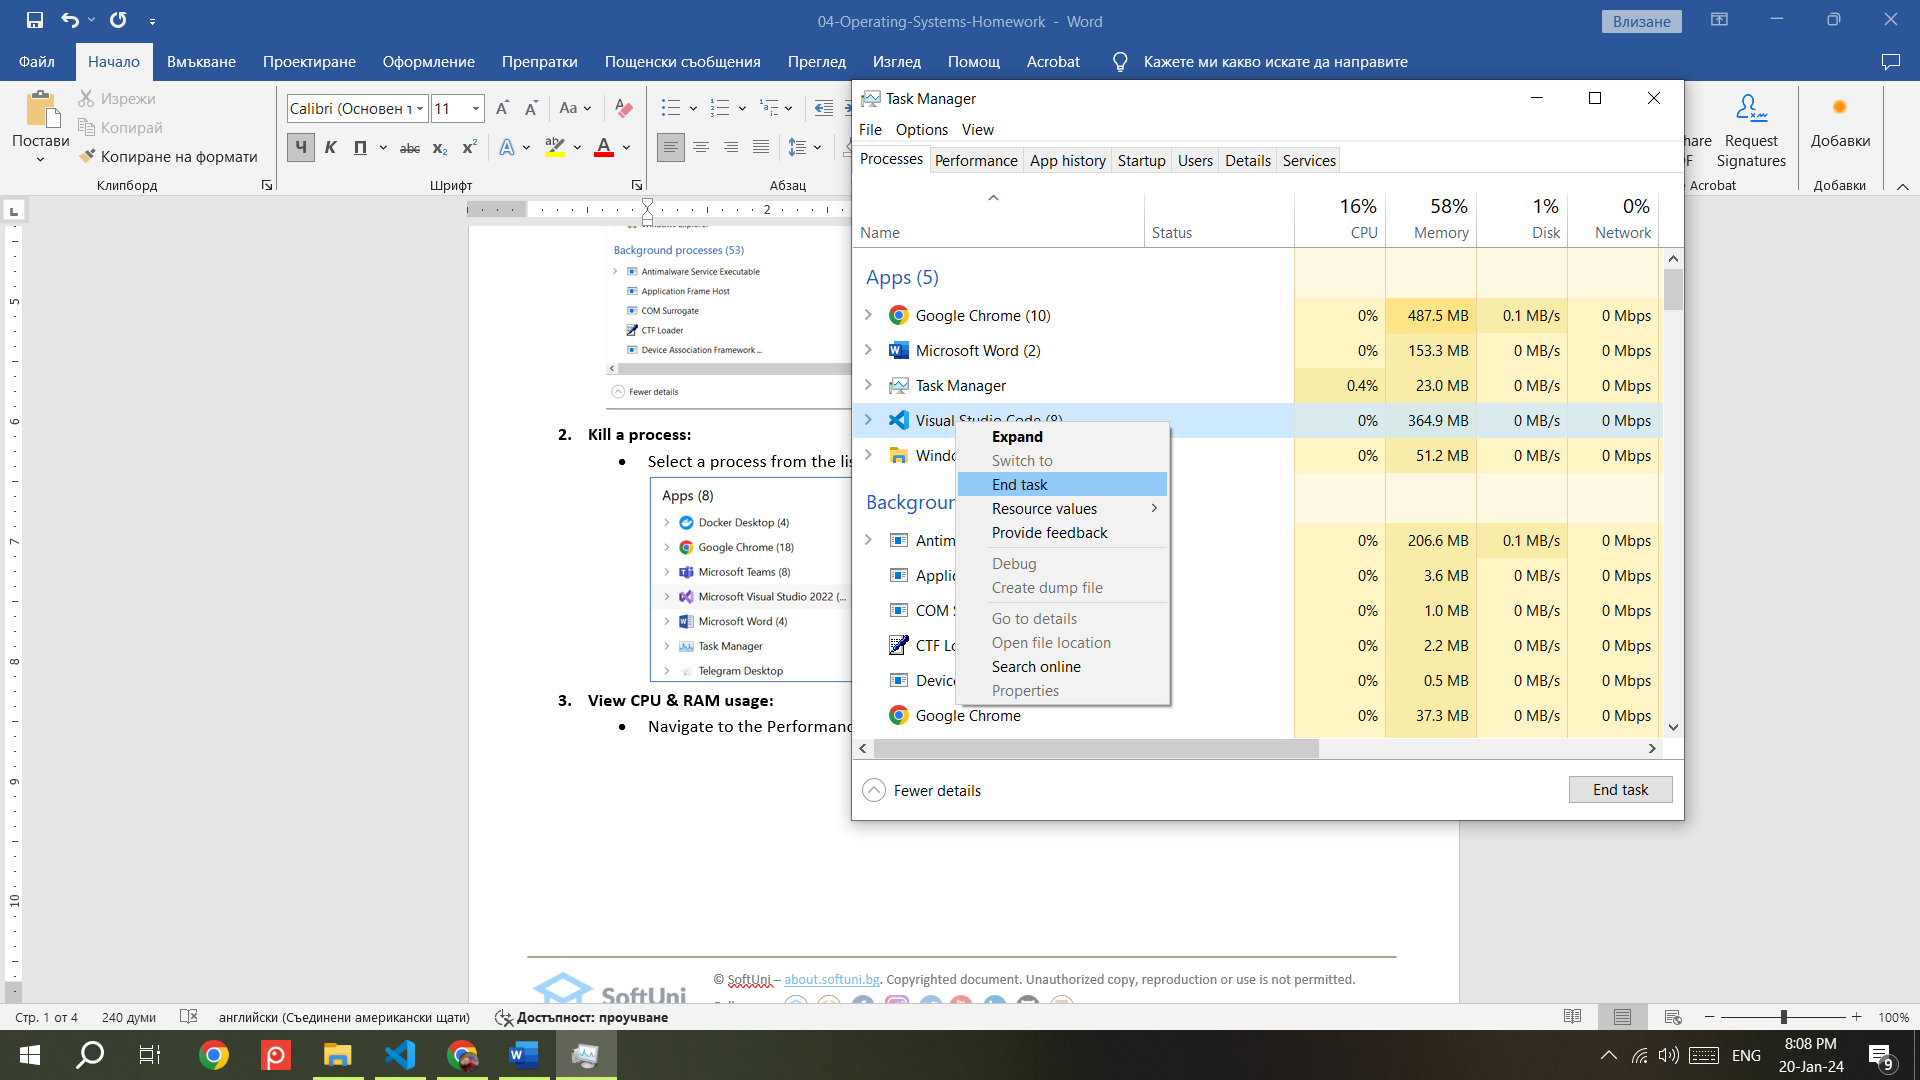 04-Operating-Systems-Homework - Word
Влизане
Файл Начало Вмъкване Проектиране Оформление Препратки Пощенски съобщения Преглед Изглед Помощ Acrobat Кажете ми какво искате да направите
Постави
Изрежи
Копирай
Копиране на формати
Клипборд
Calibri (Основен т 11
Шрифт
Абзац
Request
Signatures
Acrobat
Добавки
Добавки
2
Background processes (53)
Antimalware Service Executable
Application Frame Host
COM Surrogate
CTF Loader
Device Association Framework ...
Fewer details
2. Kill a process:
• Select a process from the lis
Apps (8)
Docker Desktop (4)
Google Chrome (18)
Microsoft Teams (8)
Microsoft Visual Studio 2022 (...
Microsoft Word (4)
Task Manager
Telegram Desktop
3. View CPU & RAM usage:
• Navigate to the Performanc
© SoftUni – about.softuni.bg. Copyrighted document. Unauthorized copy, reproduction or use is not permitted.
SoftUni
Task Manager
File Options View
Processes Performance App history Startup Users Details Services
16% 58% 1% 0%
Name Status CPU Memory Disk Network
Apps (5)
Google Chrome (10) 0% 487.5 MB 0.1 MB/s 0 Mbps
Microsoft Word (2) 0% 153.3 MB 0 MB/s 0 Mbps
Task Manager 0.4% 23.0 MB 0 MB/s 0 Mbps
Visual Studio Code (8) 0% 364.9 MB 0 MB/s 0 Mbps
Windo 0% 51.2 MB 0 MB/s 0 Mbps
Backgroun
Antim 0% 206.6 MB 0.1 MB/s 0 Mbps
Applic 0% 3.6 MB 0 MB/s 0 Mbps
COM S 0% 1.0 MB 0 MB/s 0 Mbps
CTF Lo 0% 2.2 MB 0 MB/s 0 Mbps
Device 0% 0.5 MB 0 MB/s 0 Mbps
Google Chrome 0% 37.3 MB 0 MB/s 0 Mbps
Expand
Switch to
End task
Resource values
Provide feedback
Debug
Create dump file
Go to details
Open file location
Search online
Properties
Fewer details
End task
Стр. 1 от 4 240 думи английски (Съединени американски щати) Достъпност: проучване 100%
ENG
8:08 PM
20-Jan-24
9